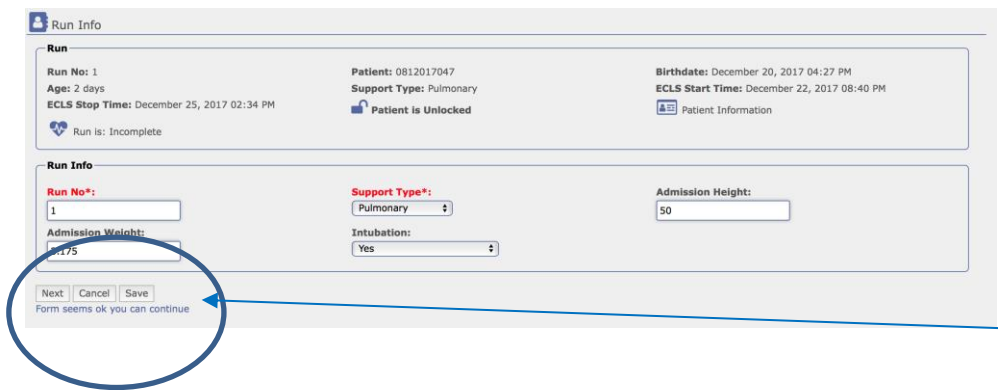 Run Info
Run
Run No: 1 Patient: 0812017047 Birthdate: December 20, 2017 04:27 PM
Age: 2 days Support Type: Pulmonary ECLS Start Time: December 22, 2017 08:40 PM
ECLS Stop Time: December 25, 2017 02:34 PM Patient is Unlocked Patient Information
Run is: Incomplete
Run Info
Run No*: Support Type*: Admission Height:
1 Pulmonary 50
Admission Weight: Intubation:
3.175 Yes
Next Cancel Save
Form seems ok you can continue